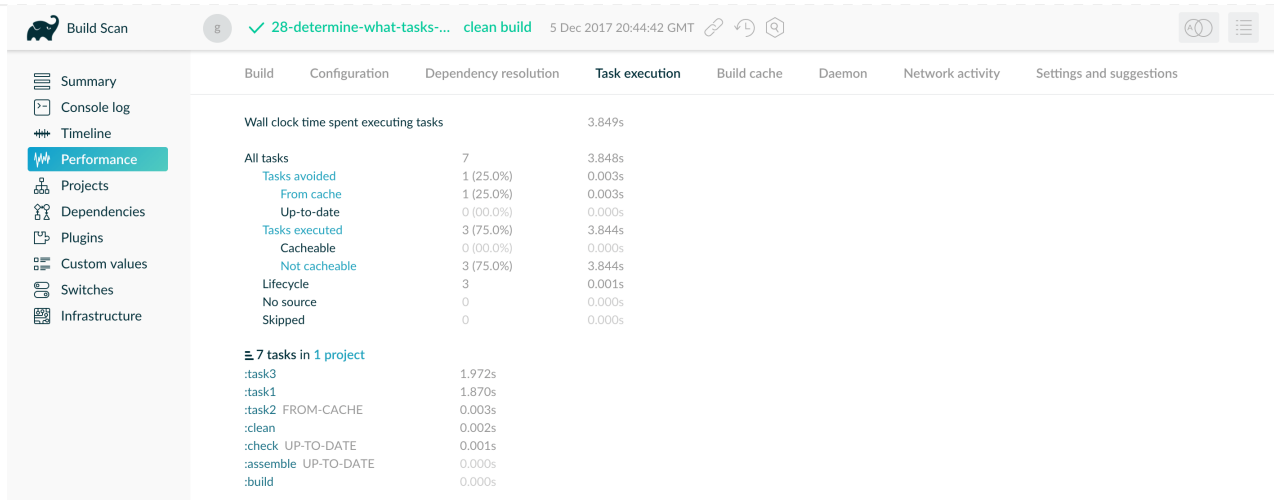 Build Scan
g 28-determine-what-tasks-... clean build 5 Dec 2017 20:44:42 GMT
Summary
Console log
Timeline
Performance
Projects
Dependencies
Plugins
Custom values
Switches
Infrastructure
Build Configuration Dependency resolution Task execution Build cache Daemon Network activity Settings and suggestions
Wall clock time spent executing tasks 3.849s
All tasks 7 3.848s
Tasks avoided 1 (25.0%) 0.003s
From cache 1 (25.0%) 0.003s
Up-to-date 0 (00.0%) 0.000s
Tasks executed 3 (75.0%) 3.844s
Cacheable 0 (00.0%) 0.000s
Not cacheable 3 (75.0%) 3.844s
Lifecycle 3 0.001s
No source 0 0.000s
Skipped 0 0.000s
7 tasks in 1 project
:task3 1.972s
:task1 1.870s
:task2 FROM-CACHE 0.003s
:clean 0.002s
:check UP-TO-DATE 0.001s
:assemble UP-TO-DATE 0.000s
:build 0.000s